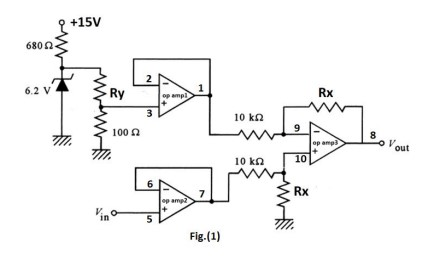 +15V
680 Ω
6.2 V
Ry
100 Ω
2
−
3
+
op amp1
1
10 kΩ
Rx
9
−
10
+
op amp3
8
Vout
10 kΩ
Rx
6
−
5
+
op amp2
7
Vin
Fig.(1)